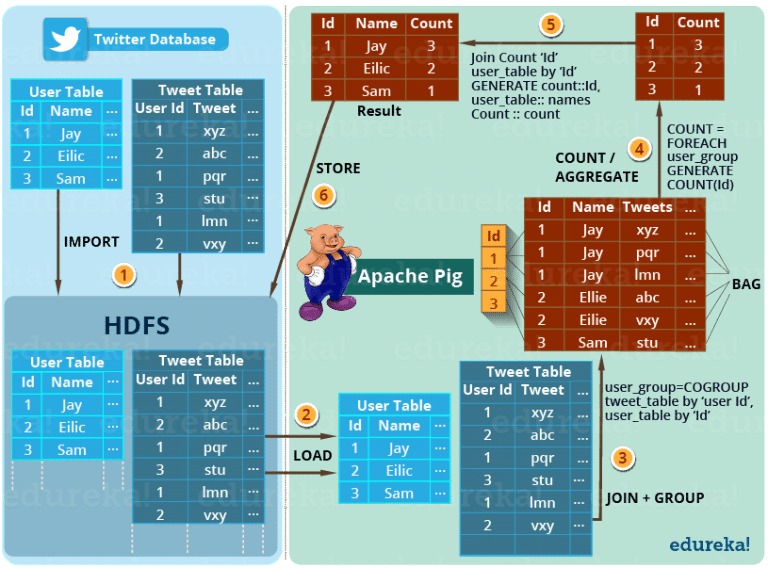 Twitter Database
User Table
Id Name ...
1 Jay ...
2 Eilic ...
3 Sam ...
Tweet Table
User Id Tweet ...
1 xyz ...
2 abc ...
1 pqr ...
3 stu ...
1 lmn ...
2 vxy ...
IMPORT
1
HDFS
User Table
Id Name ...
1 Jay ...
2 Eilic ...
3 Sam ...
Tweet Table
User Id Tweet ...
1 xyz ...
2 abc ...
1 pqr ...
3 stu ...
1 lmn ...
2 vxy ...
2
LOAD
User Table
Id Name ...
1 Jay ...
2 Eilic ...
3 Sam ...
Tweet Table
User Id Tweet ...
1 xyz ...
2 abc ...
1 pqr ...
3 stu ...
1 lmn ...
2 vxy ...
user_group=COGROUP
tweet_table by 'user Id',
user_table by 'Id'
3
JOIN + GROUP
Id Name Tweets ...
1 Jay xyz ...
1 Jay pqr ...
1 Jay lmn ...
2 Ellie abc ...
2 Eilie vxy ...
3 Sam stu ...
BAG
Id
1
2
3
Apache Pig
COUNT /
AGGREGATE
4
COUNT =
FOREACH
user_group
GENERATE
COUNT(Id)
Id Count
1 3
2 2
3 1
5
Join Count 'Id'
user_table by 'Id'
GENERATE count::Id,
user_table:: names
Count :: count
Id Name Count
1 Jay 3
2 Eilic 2
3 Sam 1
Result
STORE
6
edureka!